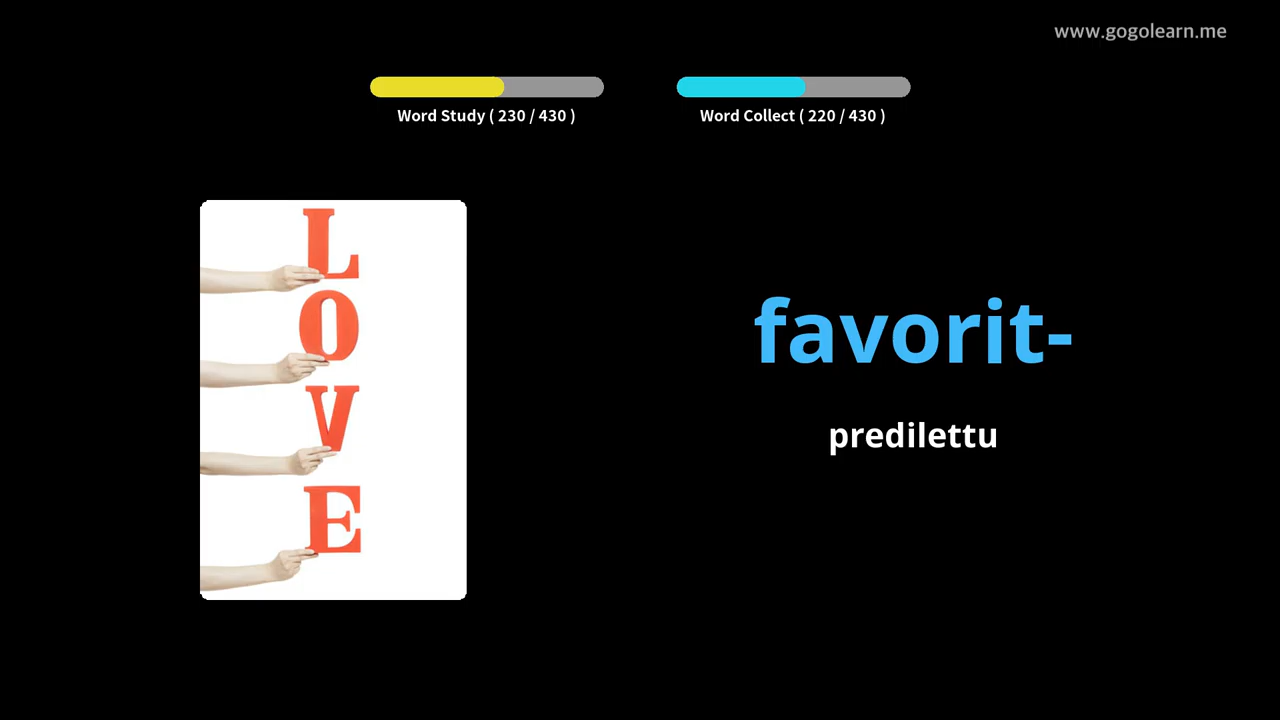 www.gogolearn.me
Word Study ( 230 / 430 )
Word Collect ( 220 / 430 )
L
O
V
E
favorit-
predilettu